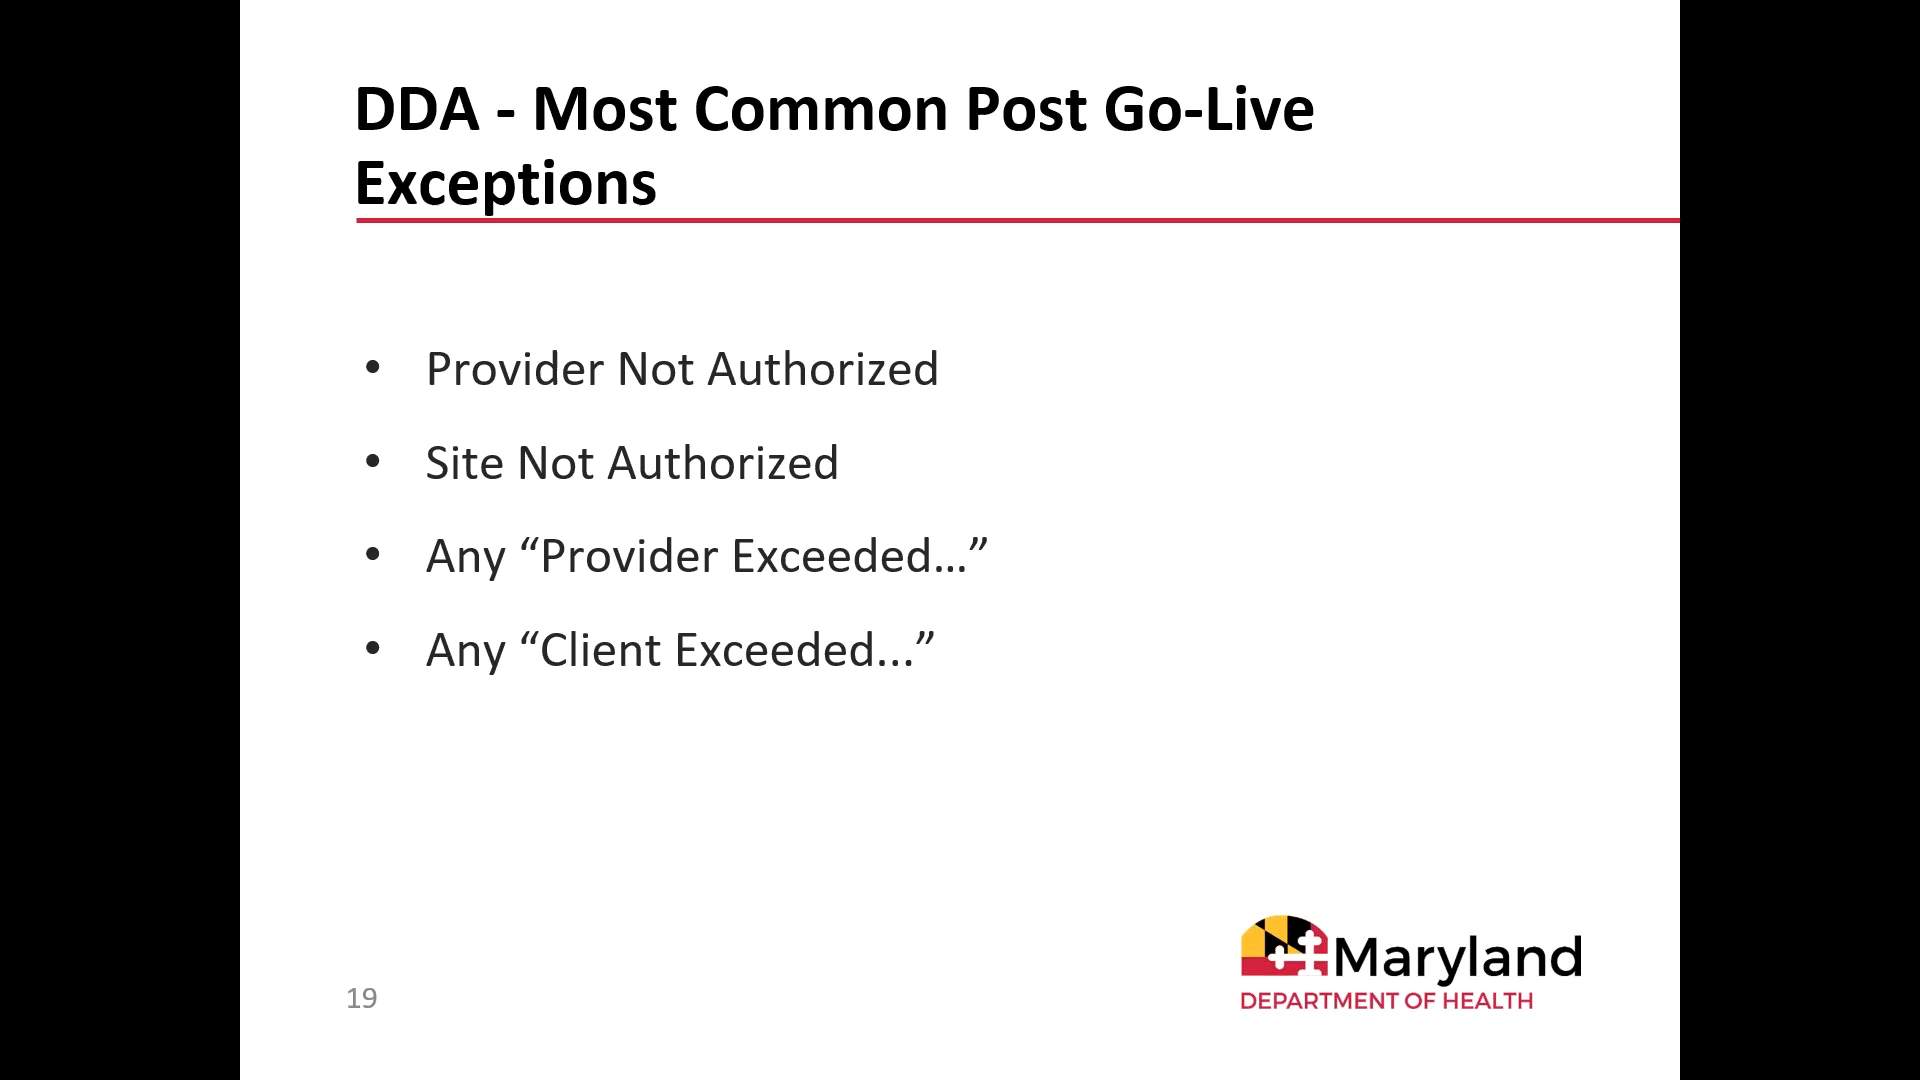 DDA - Most Common Post Go-Live
Exceptions
• Provider Not Authorized
• Site Not Authorized
• Any “Provider Exceeded…”
• Any “Client Exceeded...”
Maryland
DEPARTMENT OF HEALTH
19